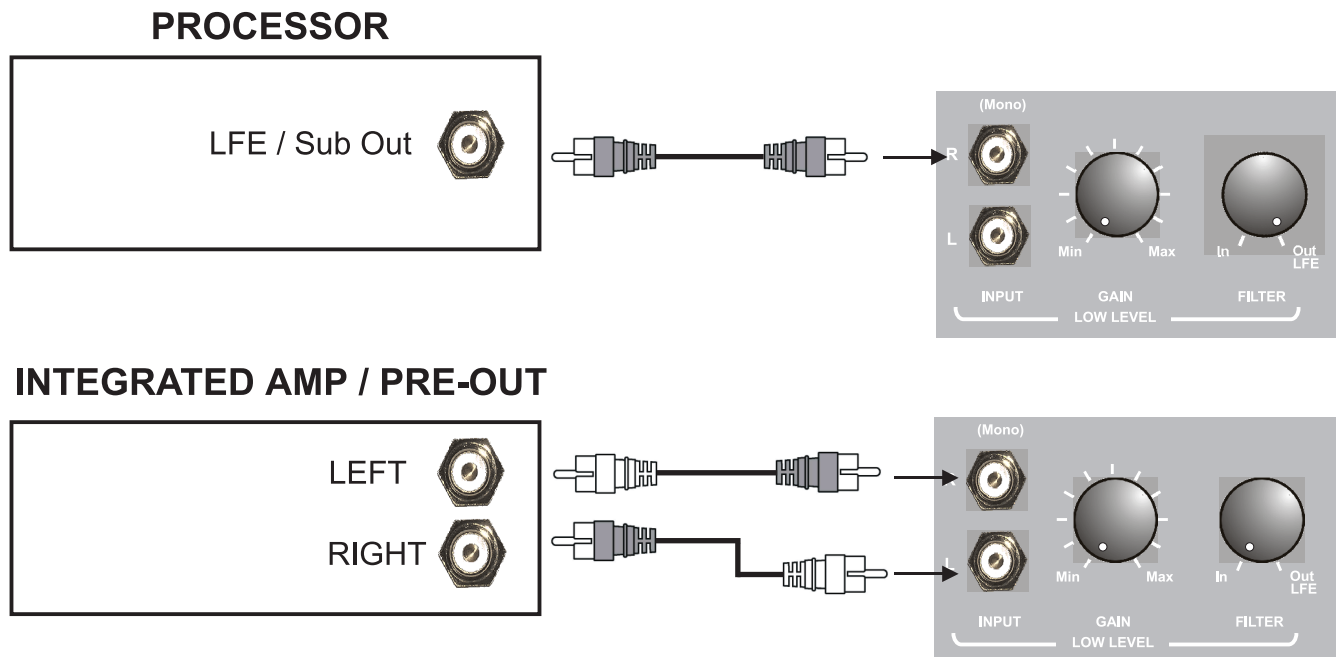 PROCESSOR
LFE / Sub Out
(Mono)
R
L
Min
Max
In
Out
LFE
INPUT
GAIN
FILTER
LOW LEVEL
INTEGRATED AMP / PRE-OUT
LEFT
RIGHT
(Mono)
L
Min
Max
In
Out
LFE
INPUT
GAIN
FILTER
LOW LEVEL